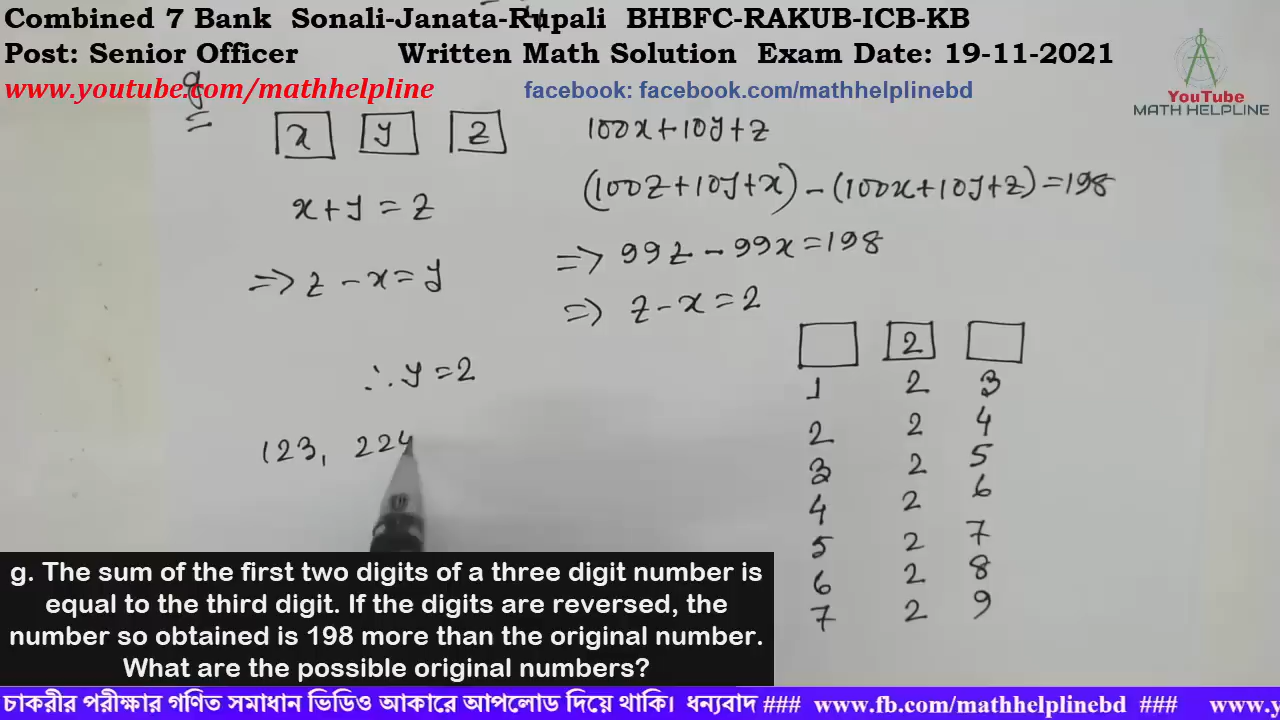 Combined 7 Bank Sonali-Janata-Rupali BHBFC-RAKUB-ICB-KB
Post: Senior Officer Written Math Solution Exam Date: 19-11-2021
www.youtube.com/mathhelpline facebook: facebook.com/mathhelplinebd
YouTube
MATH HELPLINE
g
x y z
100x+10y+z
x+y=z
(100z+10y+x)-(100x+10y+z)=198
=> z-x=y
=> 99z-99x=198
=> z-x=2
∴ y=2
123, 224
2
1 2 3
2 2 4
3 2 5
4 2 6
5 2 7
6 2 8
7 2 9
g. The sum of the first two digits of a three digit number is
equal to the third digit. If the digits are reversed, the
number so obtained is 198 more than the original number.
What are the possible original numbers?
চাকরীর পরীক্ষার গণিত সমাধান ভিডিও আকারে আপলোড দিয়ে থাকি। ধন্যবাদ ### www.fb.com/mathhelplinebd ### www.y